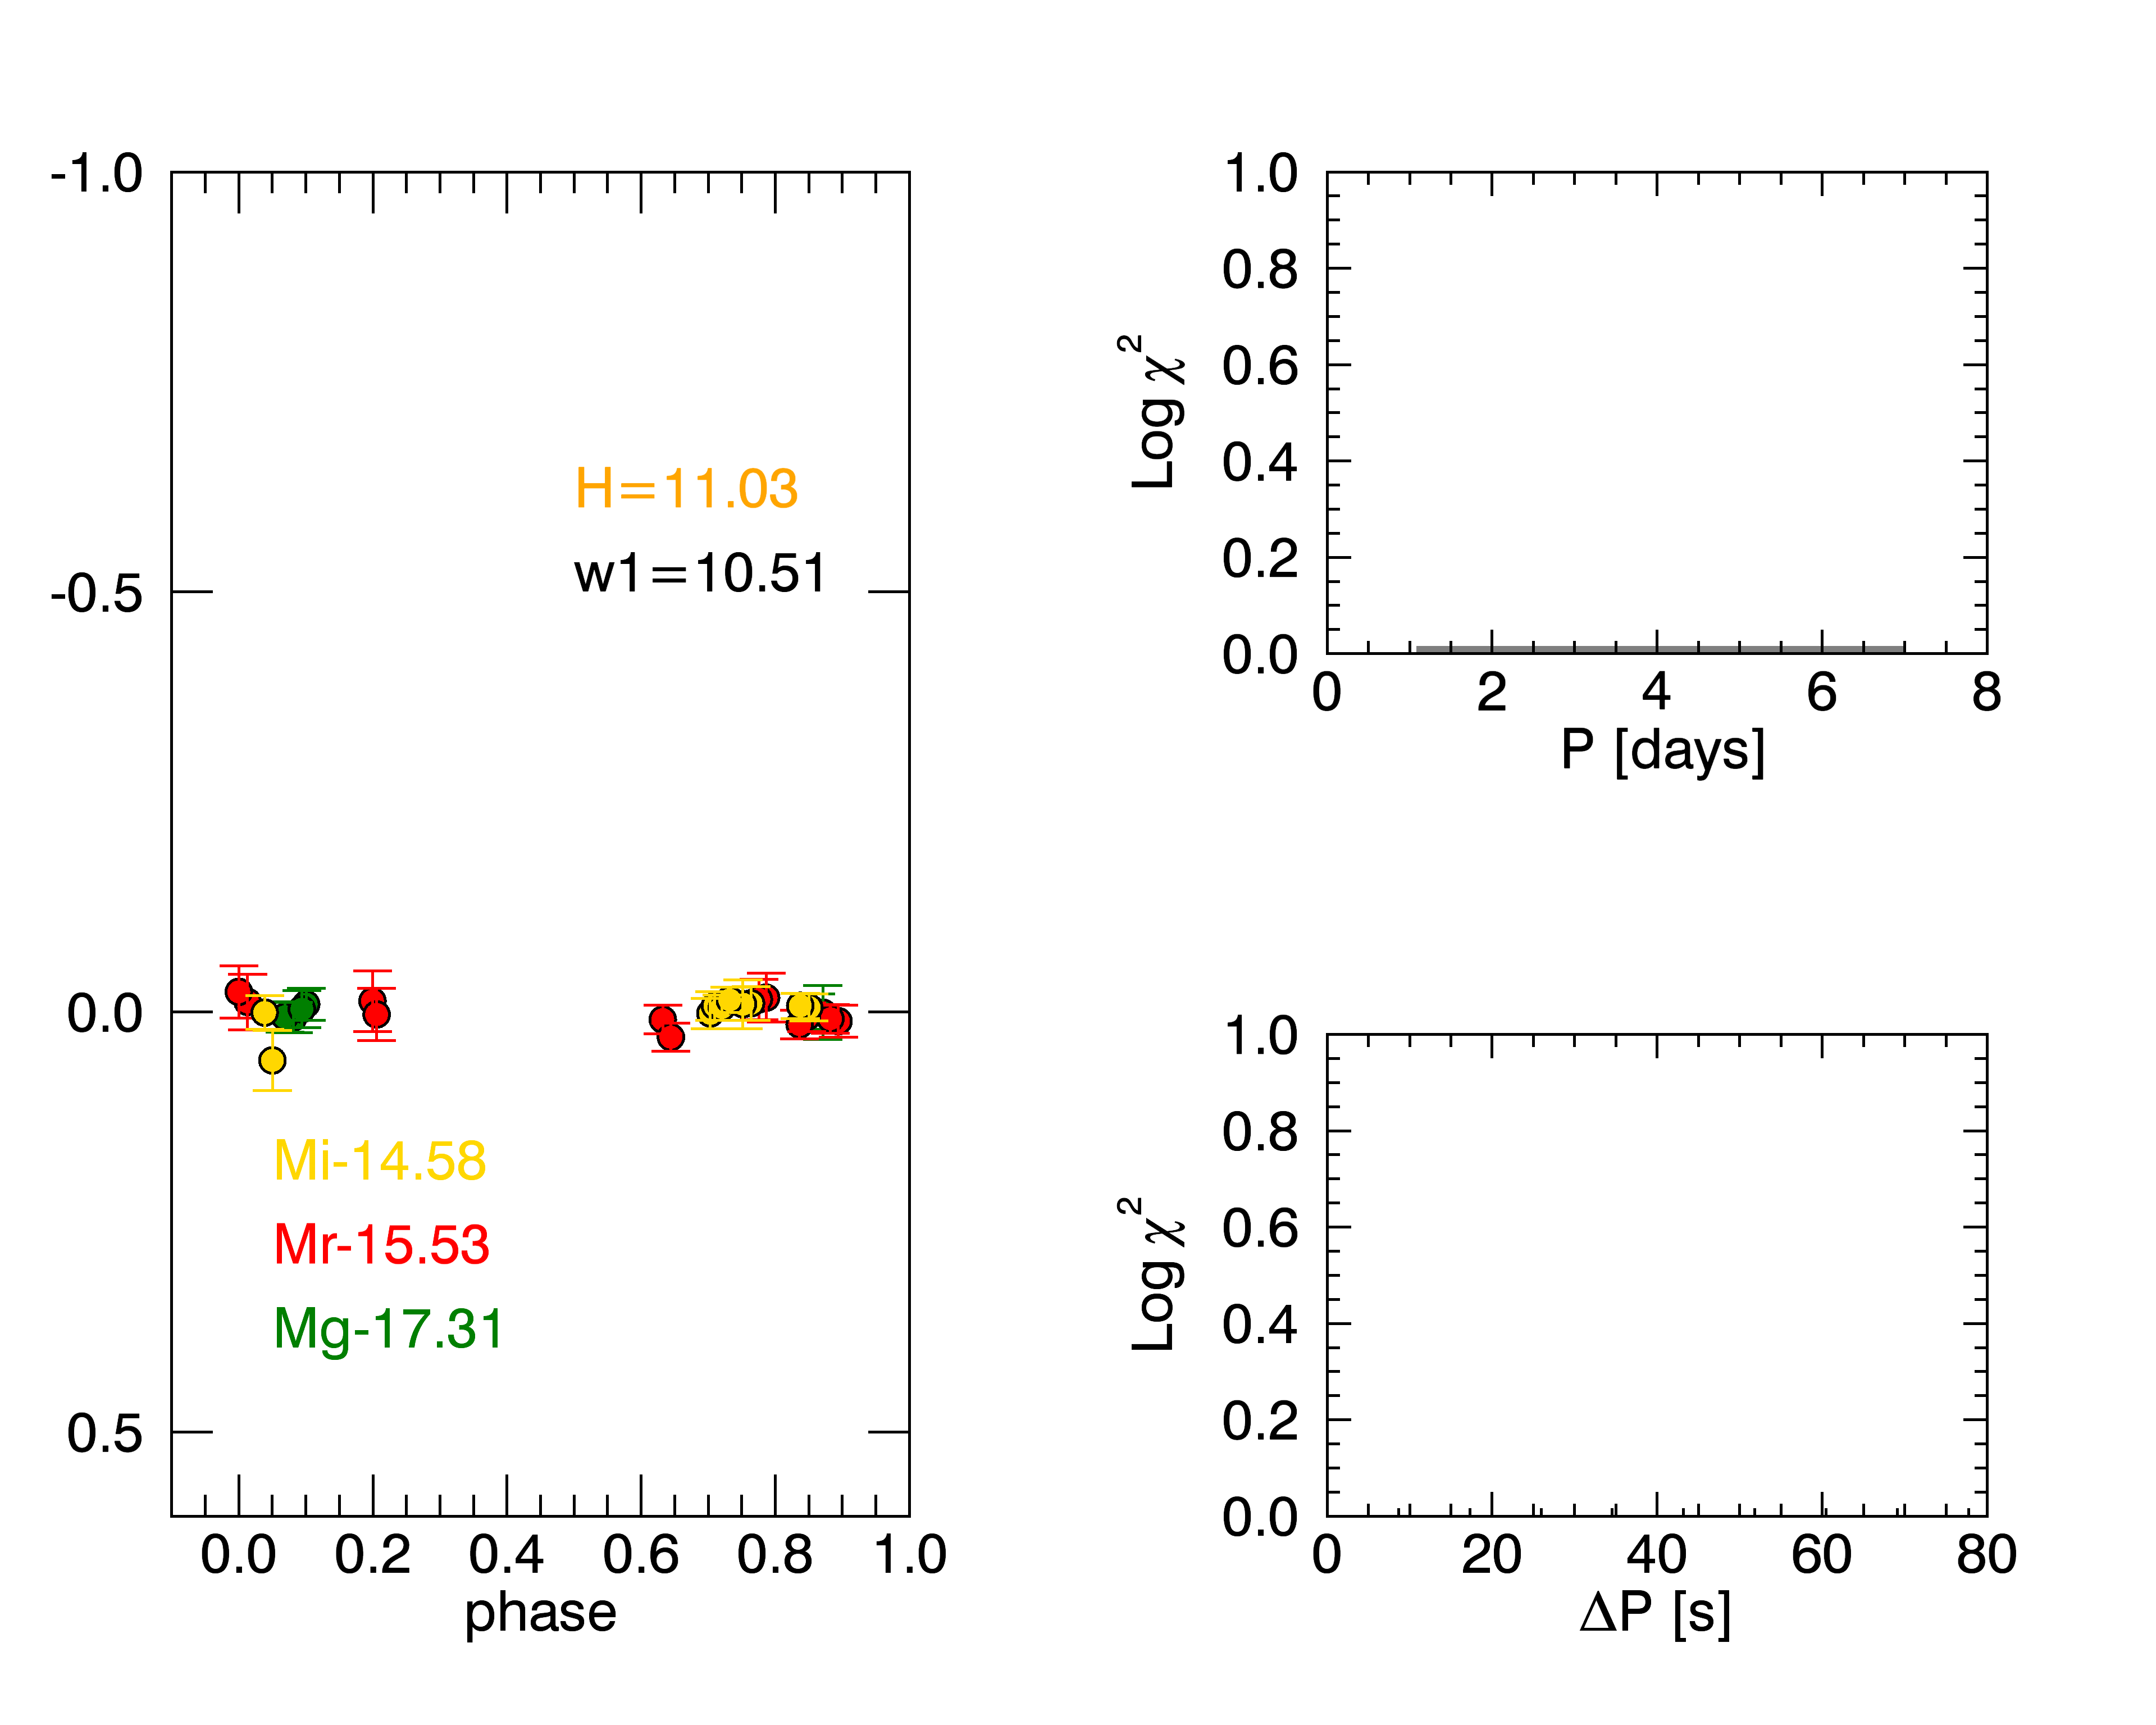 -1.0
-0.5
0.0
0.5
H=11.03
w1=10.51
Mi-14.58
Mr-15.53
Mg-17.31
0.0 0.2 0.4 0.6 0.8 1.0
phase
1.0
0.8
0.6
0.4
0.2
0.0
Log χ²
0 2 4 6 8
P [days]
1.0
0.8
0.6
0.4
0.2
0.0
Log χ²
0 20 40 60 80
ΔP [s]